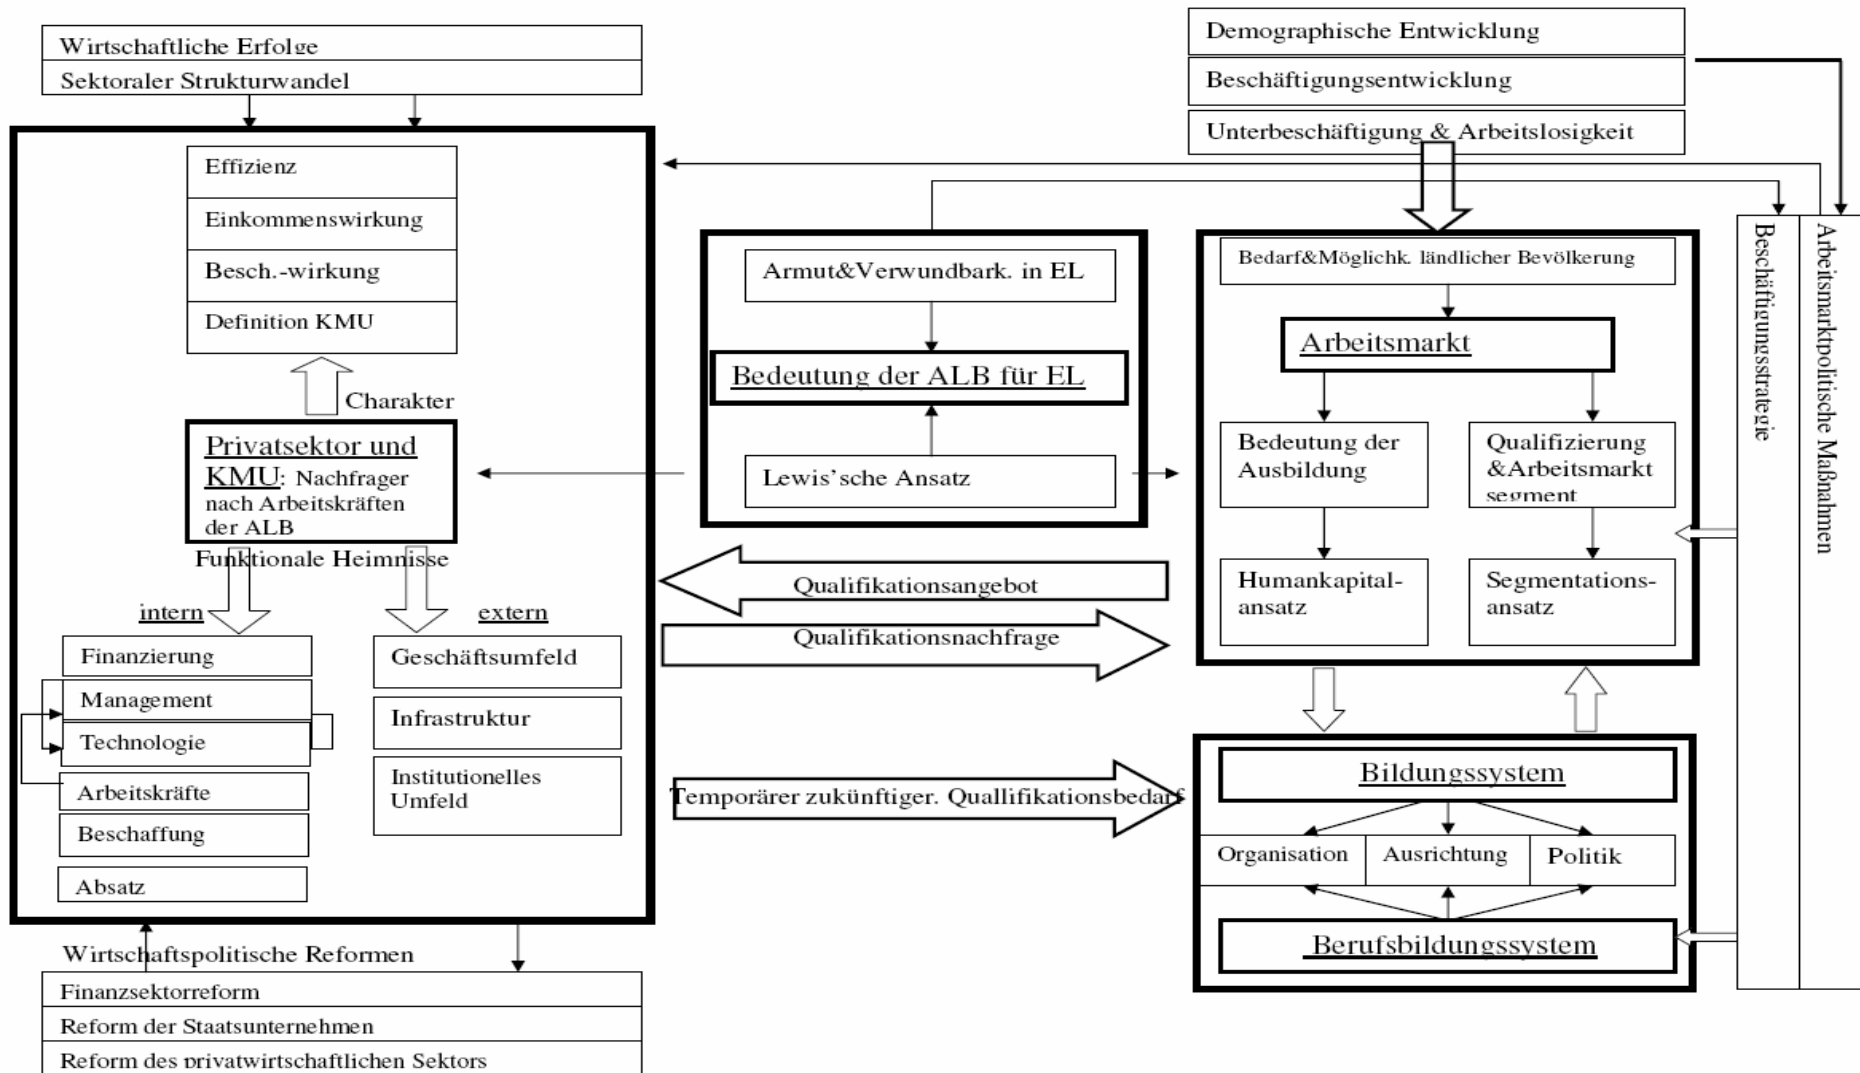 Wirtschaftliche Erfolge
Sektoraler Strukturwandel
Effizienz
Einkommenswirkung
Besch.-wirkung
Definition KMU
Charakter
Privatsektor und
KMU: Nachfrager
nach Arbeitskräften
der ALB
Funktionale Heimnisse
intern
extern
Finanzierung
Management
Technologie
Arbeitskräfte
Beschaffung
Absatz
Geschäftsumfeld
Infrastruktur
Institutionelles
Umfeld
Wirtschaftspolitische Reformen
Finanzsektorreform
Reform der Staatsunternehmen
Reform des privatwirtschaftlichen Sektors
Armut&Verwundbark. in EL
Bedeutung der ALB für EL
Lewis'sche Ansatz
Qualifikationsangebot
Qualifikationsnachfrage
Temporärer zukünftiger. Quallifikationsbedarf
Demographische Entwicklung
Beschäftigungsentwicklung
Unterbeschäftigung & Arbeitslosigkeit
Bedarf&Möglichk. ländlicher Bevölkerung
Arbeitsmarkt
Bedeutung der
Ausbildung
Qualifizierung
&Arbeitsmarkt
segment
Humankapital-
ansatz
Segmentations-
ansatz
Bildungssystem
Organisation
Ausrichtung
Politik
Berufsbildungssystem
Beschäftigungsstrategie
Arbeitsmarktpolitische Maßnahmen